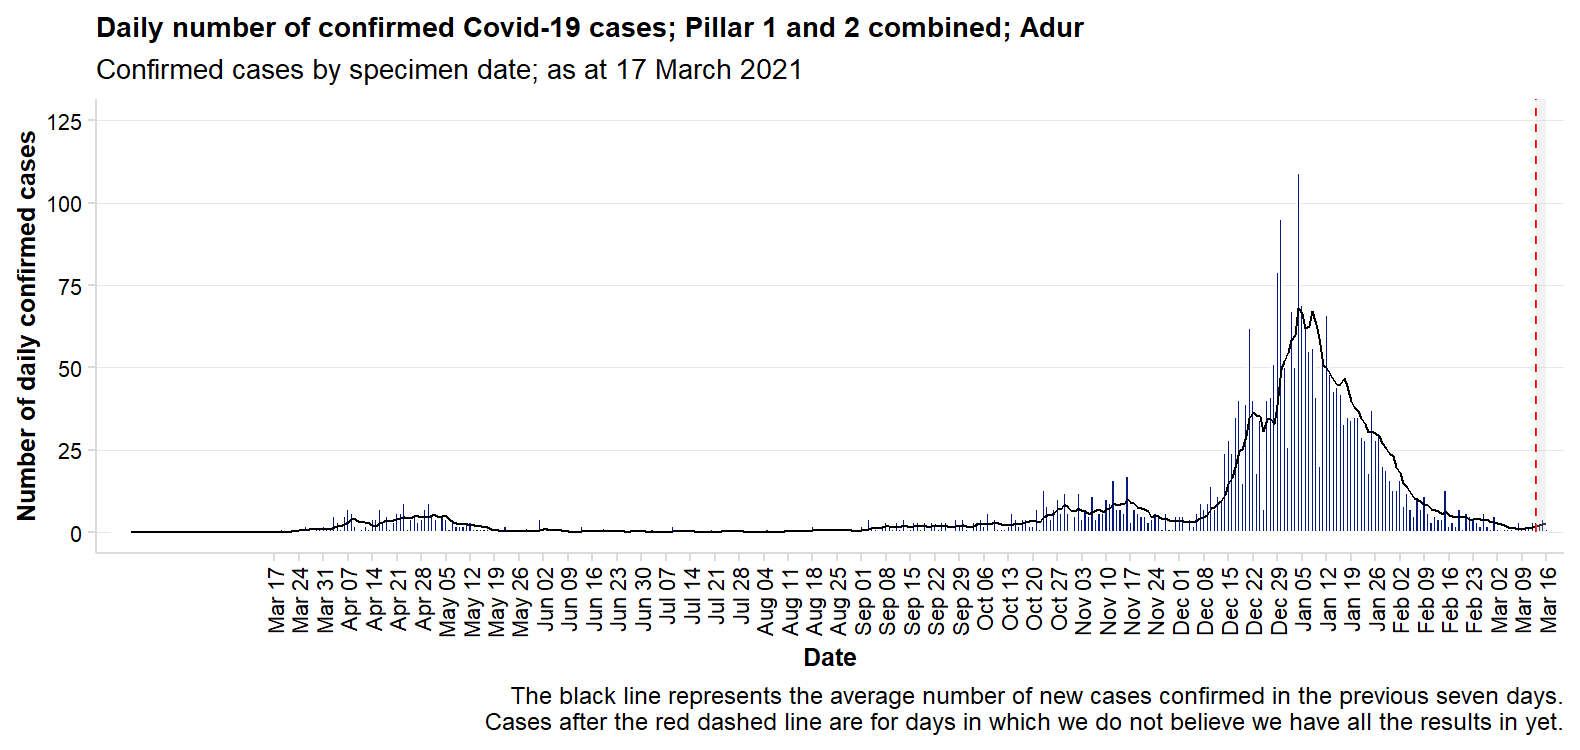 Daily number of confirmed Covid-19 cases; Pillar 1 and 2 combined; Adur
Confirmed cases by specimen date; as at 17 March 2021
Number of daily confirmed cases
125
100
75
50
25
0
Mar 17
Mar 24
Mar 31
Apr 07
Apr 14
Apr 21
Apr 28
May 05
May 12
May 19
May 26
Jun 02
Jun 09
Jun 16
Jun 23
Jun 30
Jul 07
Jul 14
Jul 21
Jul 28
Aug 04
Aug 11
Aug 18
Aug 25
Sep 01
Sep 08
Sep 15
Sep 22
Sep 29
Oct 06
Oct 13
Oct 20
Oct 27
Nov 03
Nov 10
Nov 17
Nov 24
Dec 01
Dec 08
Dec 15
Dec 22
Dec 29
Jan 05
Jan 12
Jan 19
Jan 26
Feb 02
Feb 09
Feb 16
Feb 23
Mar 02
Mar 09
Mar 16
Date
The black line represents the average number of new cases confirmed in the previous seven days.
Cases after the red dashed line are for days in which we do not believe we have all the results in yet.